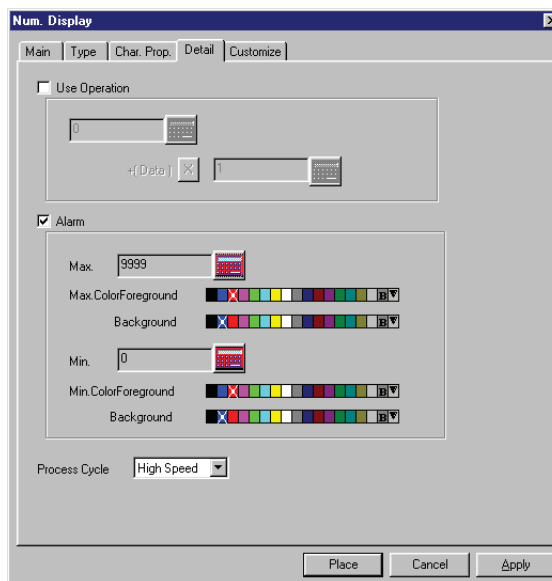 Num. Display
Main Type Char. Prop. Detail Customize
Use Operation
0
+( Data ) X 1
Alarm
Max. 9999
Max.ColorForeground B
Background B
Min. 0
Min.ColorForeground B
Background B
Process Cycle High Speed
Place Cancel Apply